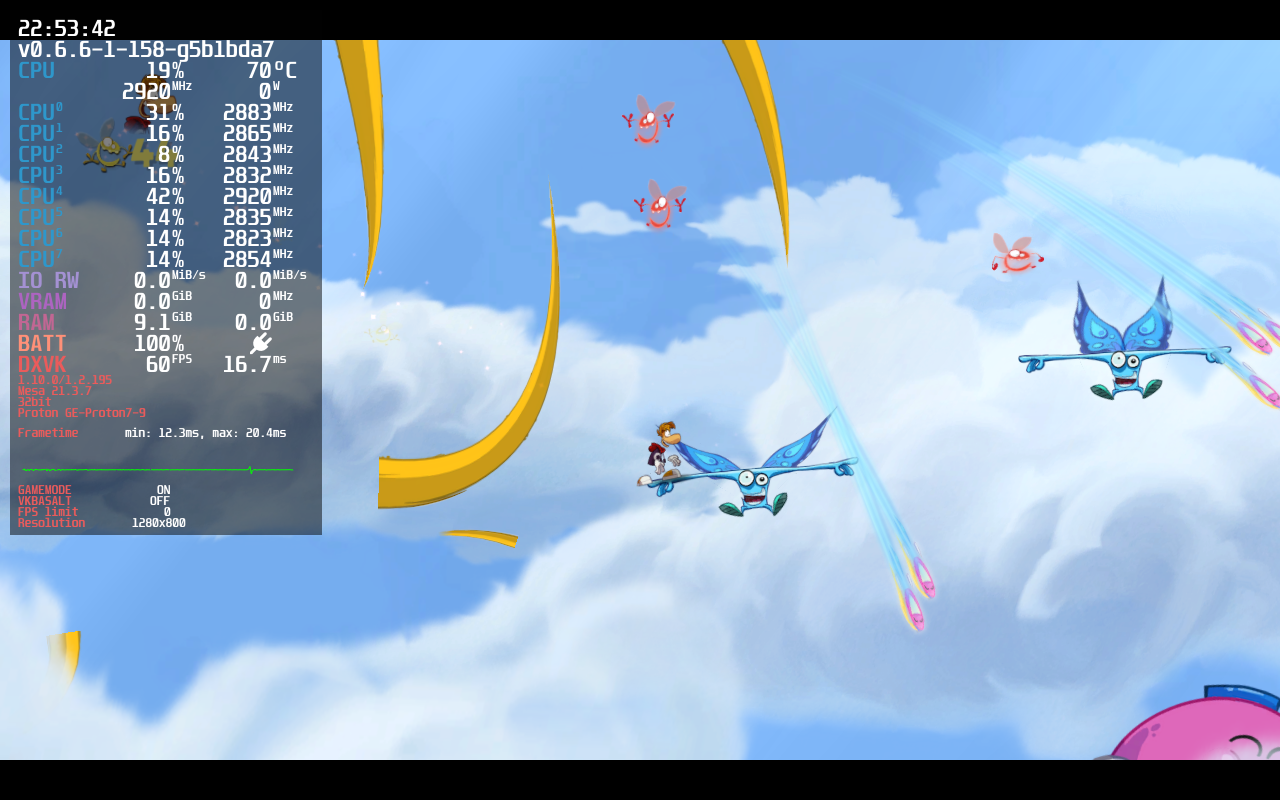 22:53:42
v0.6.6-1-158-g5b1bda7
CPU 19% 70°C
2920MHz 0W
CPU0 31% 2883MHz
CPU1 16% 2865MHz
CPU2 8% 2843MHz
CPU3 16% 2832MHz
CPU4 42% 2920MHz
CPU5 14% 2835MHz
CPU6 14% 2823MHz
CPU7 14% 2854MHz
IO RW 0.0MiB/s 0.0MiB/s
VRAM 0.0GiB 0MHz
RAM 9.1GiB 0.0GiB
BATT 100%
DXVK 60FPS 16.7ms
1.10.0/1.2.195
Mesa 21.3.7
32bit
Proton GE-Proton7-9
Frametime min: 12.3ms, max: 20.4ms
GAMEMODE ON
VKBASALT OFF
FPS limit 0
Resolution 1280x800